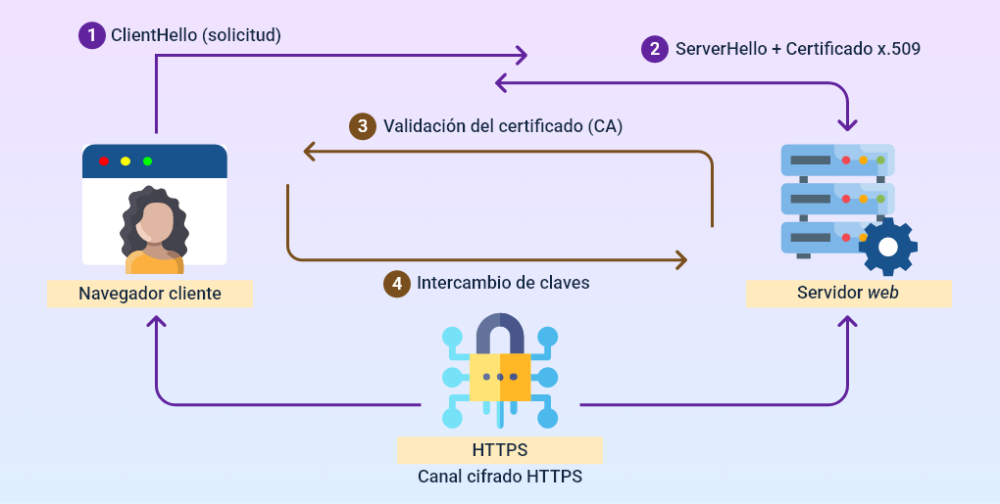 1 ClientHello (solicitud)
2 ServerHello + Certificado x.509
3 Validación del certificado (CA)
Navegador cliente
4 Intercambio de claves
Servidor web
HTTPS
Canal cifrado HTTPS